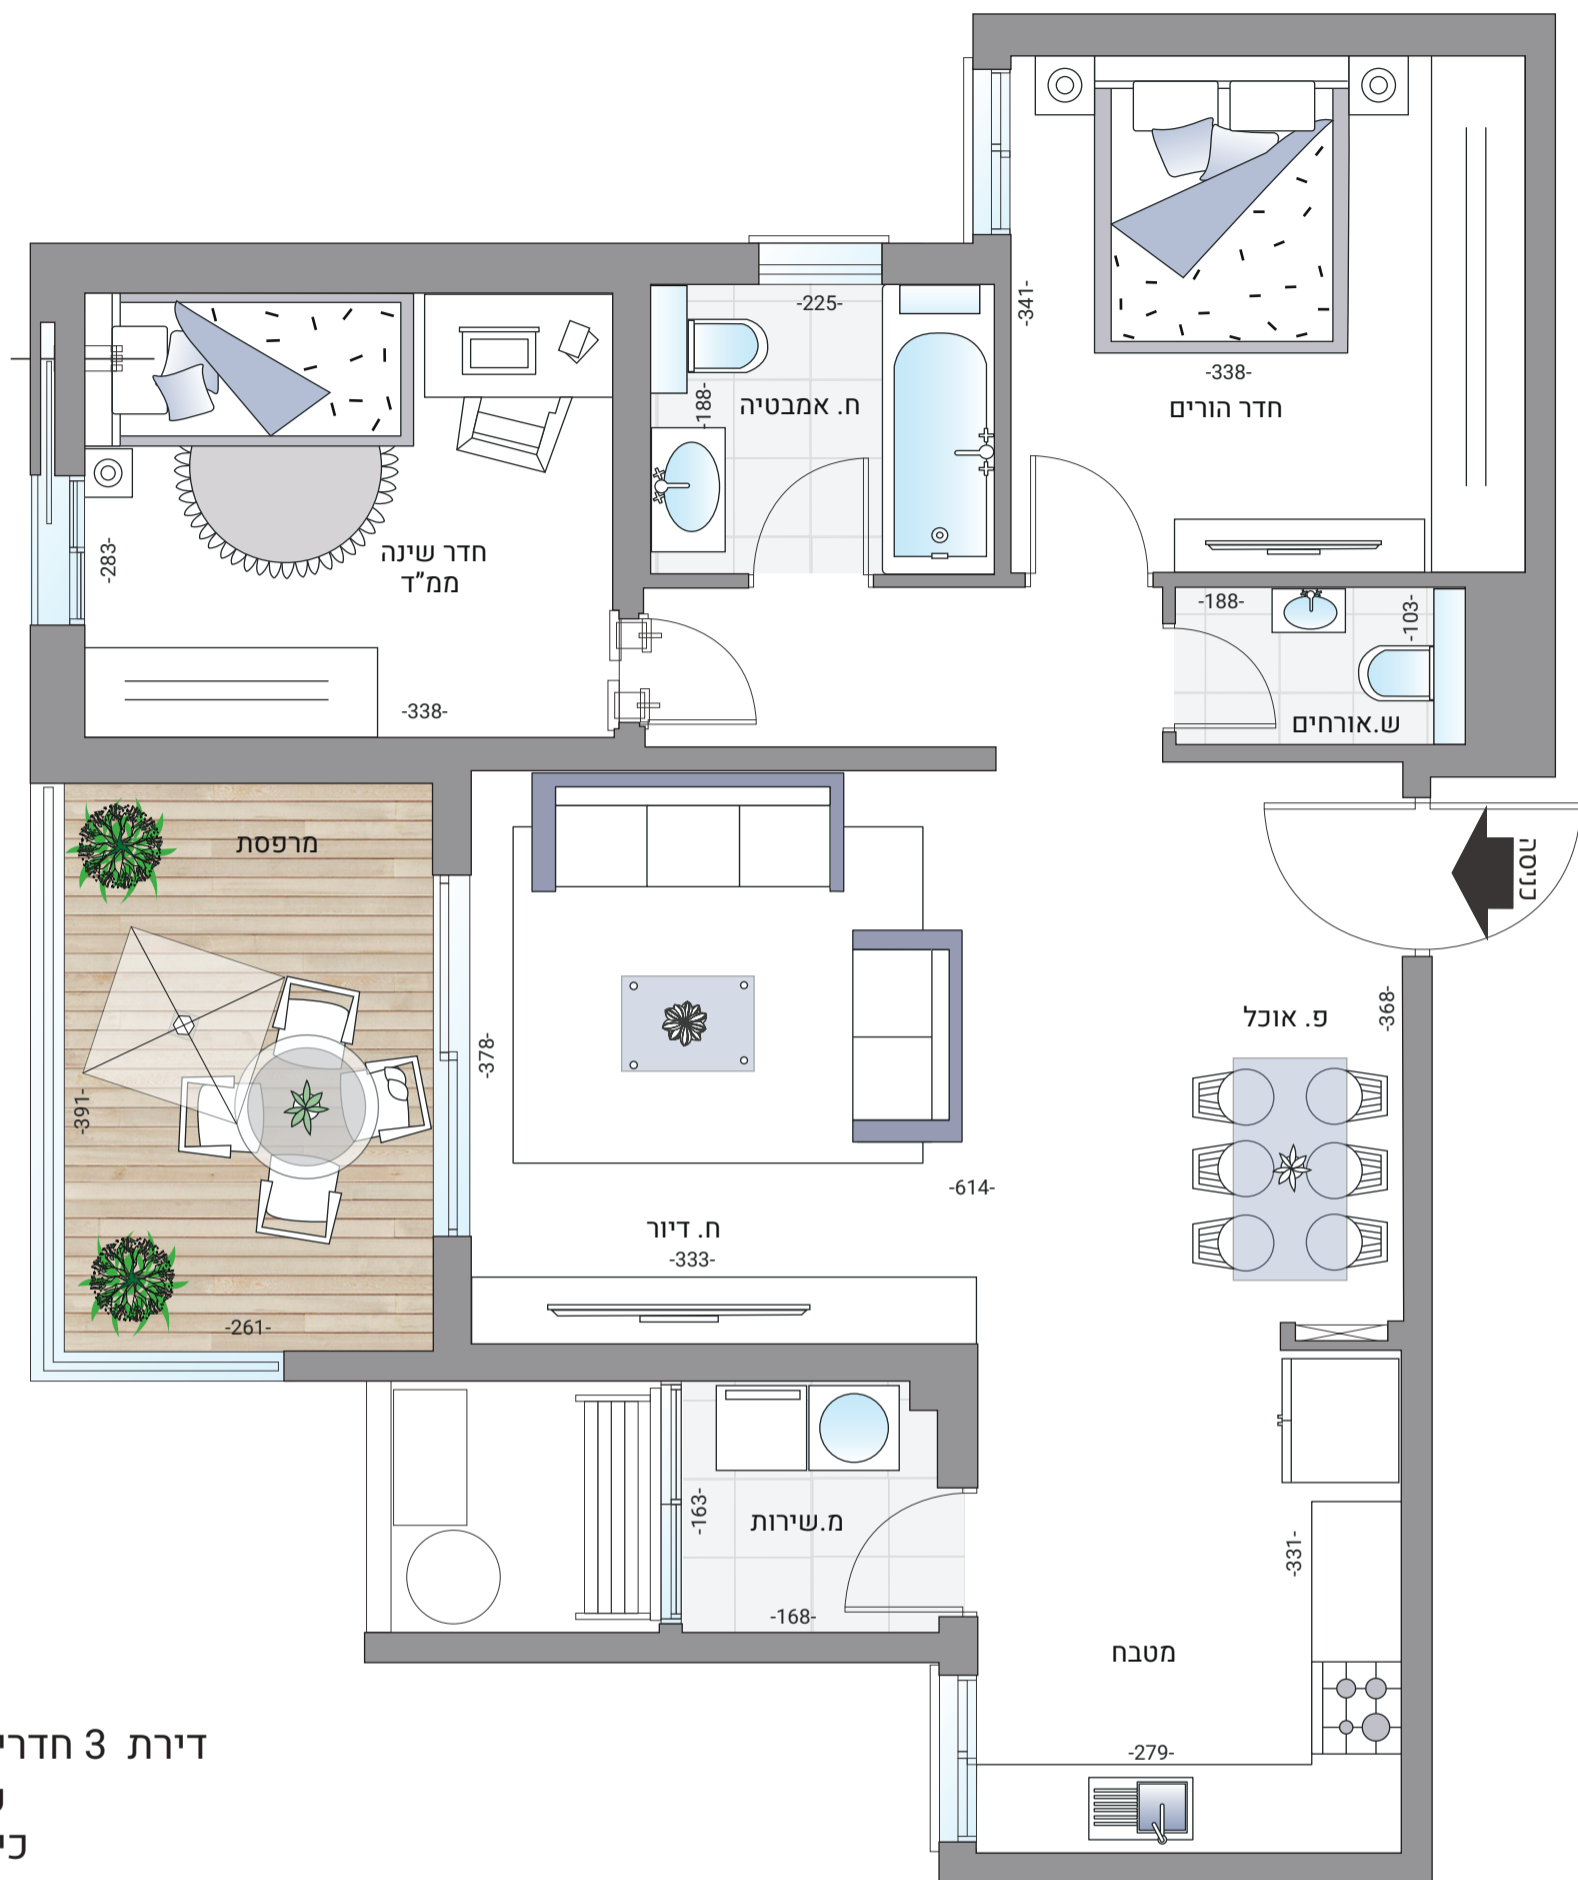 -225-
-341-
-338-
חדר הורים
-188-
ח. אמבטיה
-283-
חדר שינה
ממ"ד
-338-
-188-
-103-
ש.אורחים
כניסה
מרפסת
-391-
-261-
-378-
-614-
ח. דיור
-333-
פ. אוכל
-368-
-163-
מ.שירות
-168-
-331-
מטבח
-279-
דירת 3